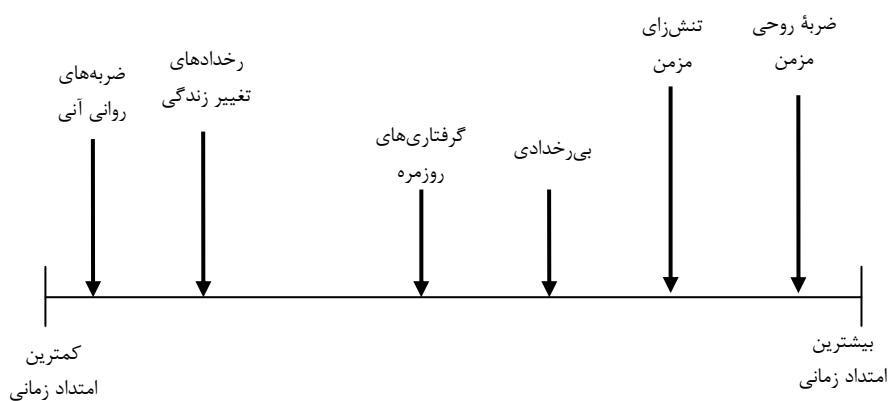 ضربۀ روحی
مزمن
تنش‌زای
مزمن
بی‌رخدادی
گرفتاری‌های
روزمره
رخدادهای
تغییر زندگی
ضربه‌های
روانی آنی
بیشترین
امتداد زمانی
کمترین
امتداد زمانی